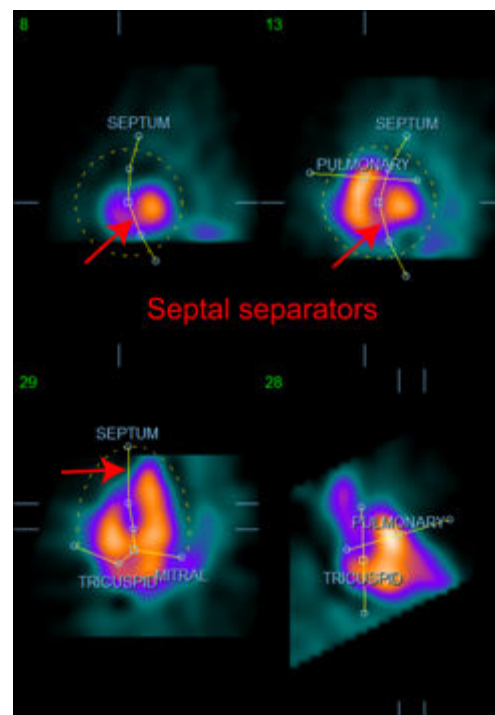 8
13
SEPTUM
SEPTUM
PULMONARY
Septal separators
29
28
SEPTUM
PULMONARY
TRICUSPID
MITRAL
TRICUSPID